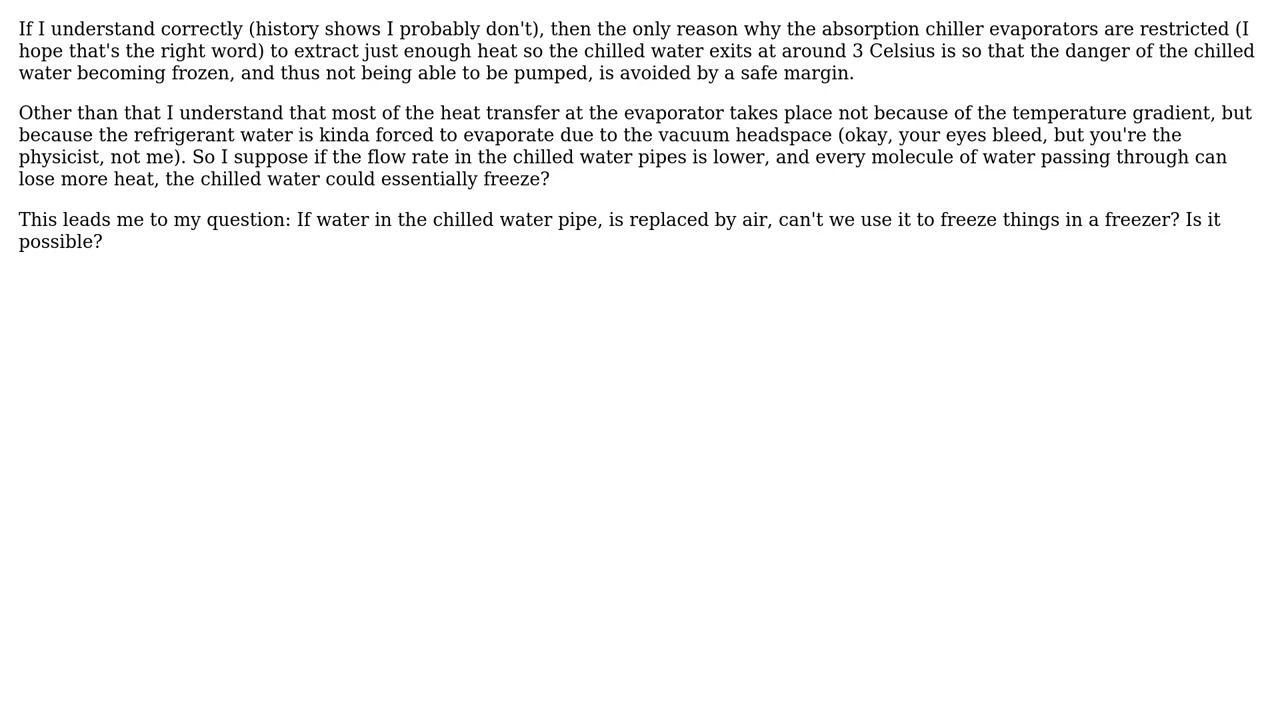 If I understand correctly (history shows I probably don't), then the only reason why the absorption chiller evaporators are restricted (I
hope that's the right word) to extract just enough heat so the chilled water exits at around 3 Celsius is so that the danger of the chilled
water becoming frozen, and thus not being able to be pumped, is avoided by a safe margin.
Other than that I understand that most of the heat transfer at the evaporator takes place not because of the temperature gradient, but
because the refrigerant water is kinda forced to evaporate due to the vacuum headspace (okay, your eyes bleed, but you're the
physicist, not me). So I suppose if the flow rate in the chilled water pipes is lower, and every molecule of water passing through can
lose more heat, the chilled water could essentially freeze?
This leads me to my question: If water in the chilled water pipe, is replaced by air, can't we use it to freeze things in a freezer? Is it
possible?